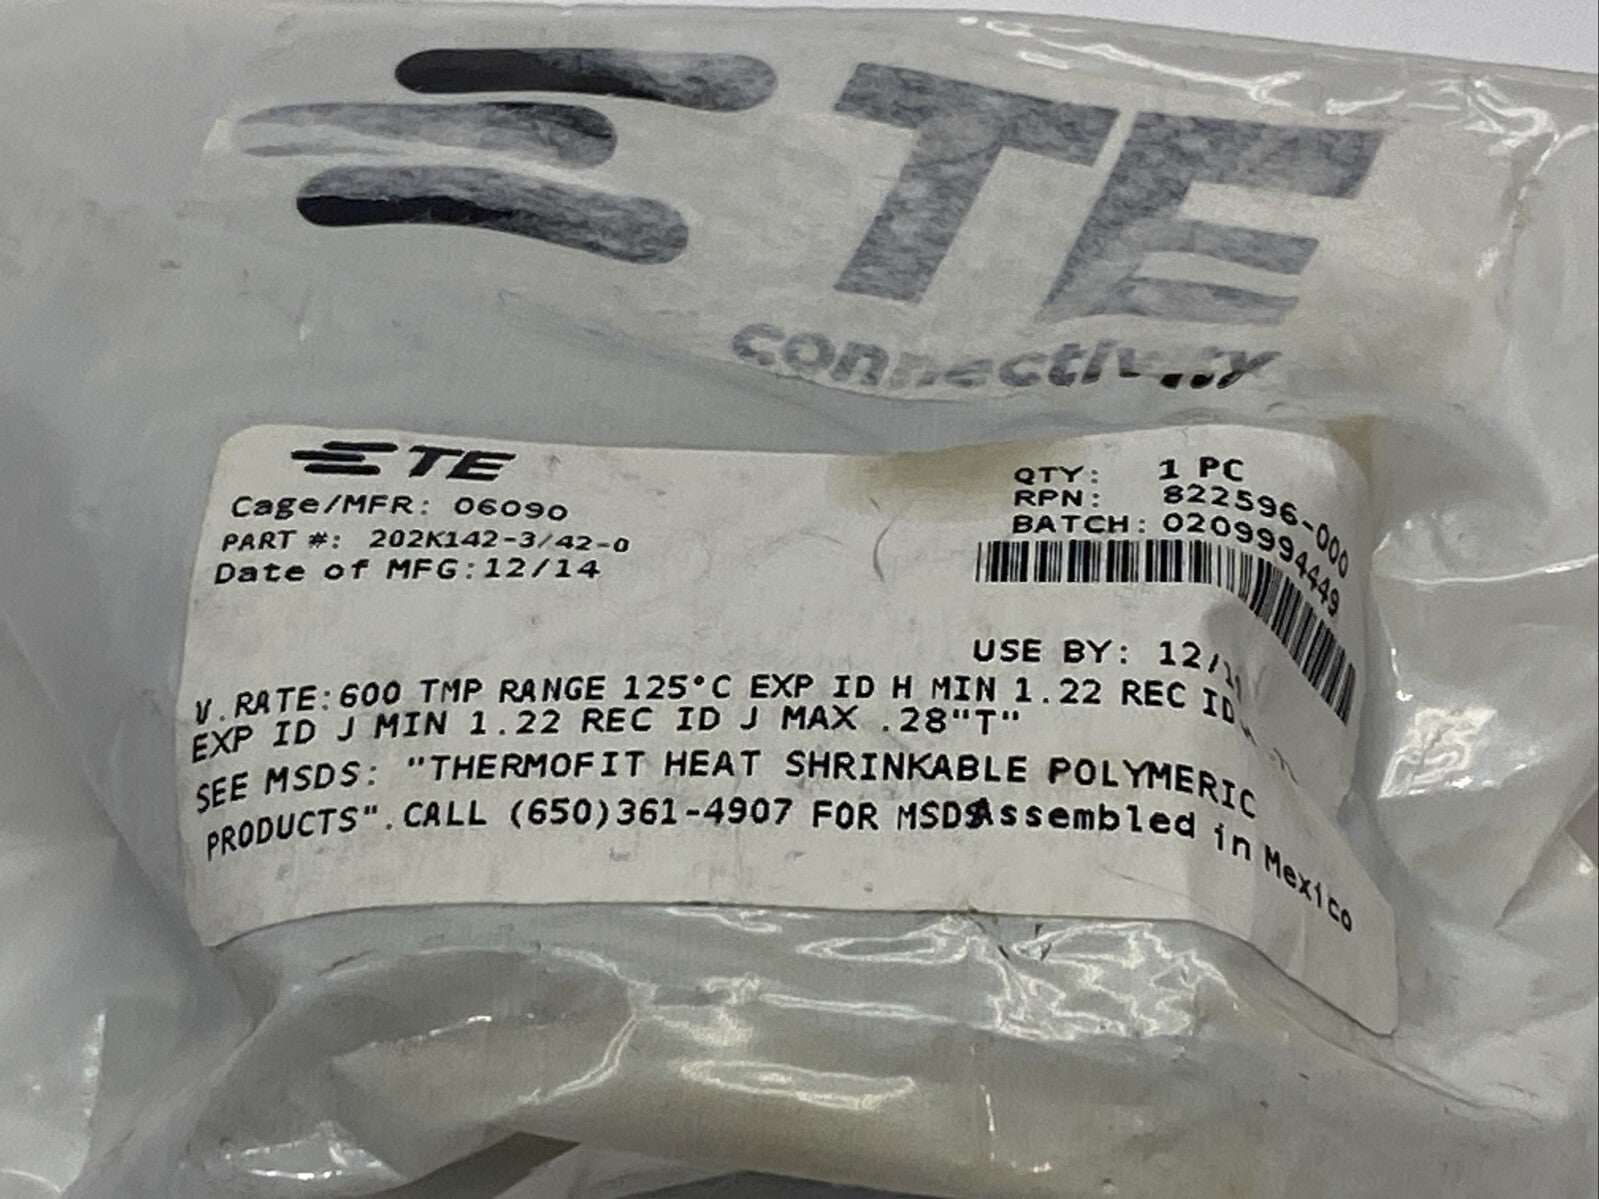 TE
connectivity
TE
Cage/MFR: 06090
PART #: 202K142-3/42-0
Date of MFG:12/14
QTY: 1 PC
RPN: 822596-000
BATCH: 0209994449
USE BY: 12/
V.RATE:600 TMP RANGE 125°C EXP ID H MIN 1.22 REC ID
EXP ID J MIN 1.22 REC ID J MAX .28"T"
SEE MSDS: "THERMOFIT HEAT SHRINKABLE POLYMERIC
PRODUCTS".CALL (650)361-4907 FOR MSDS Assembled in Mexico